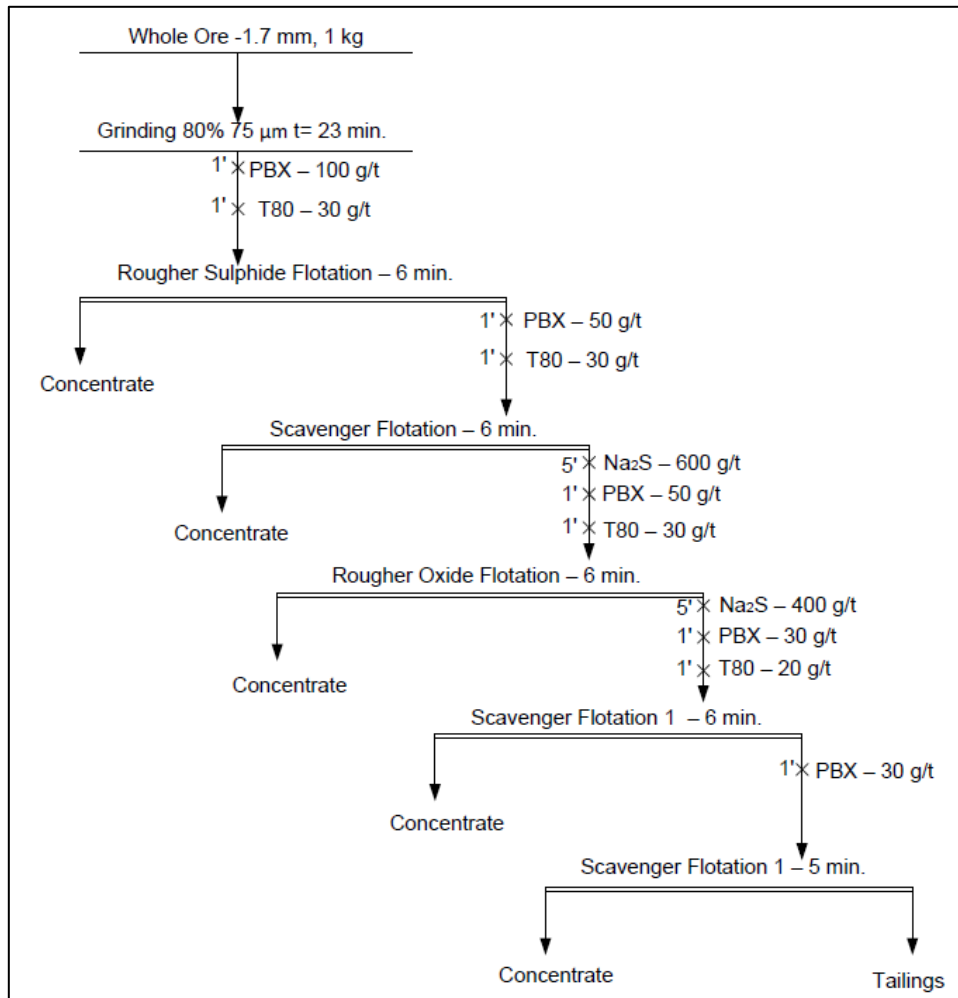 Whole Ore -1.7 mm, 1 kg
Grinding 80% 75 μm t= 23 min.
1' PBX – 100 g/t
1' T80 – 30 g/t
Rougher Sulphide Flotation – 6 min.
1' PBX – 50 g/t
1' T80 – 30 g/t
Concentrate
Scavenger Flotation – 6 min.
5' Na₂S – 600 g/t
1' PBX – 50 g/t
1' T80 – 30 g/t
Concentrate
Rougher Oxide Flotation – 6 min.
5' Na₂S – 400 g/t
1' PBX – 30 g/t
1' T80 – 20 g/t
Concentrate
Scavenger Flotation 1 – 6 min.
1' PBX – 30 g/t
Concentrate
Scavenger Flotation 1 – 5 min.
Concentrate
Tailings